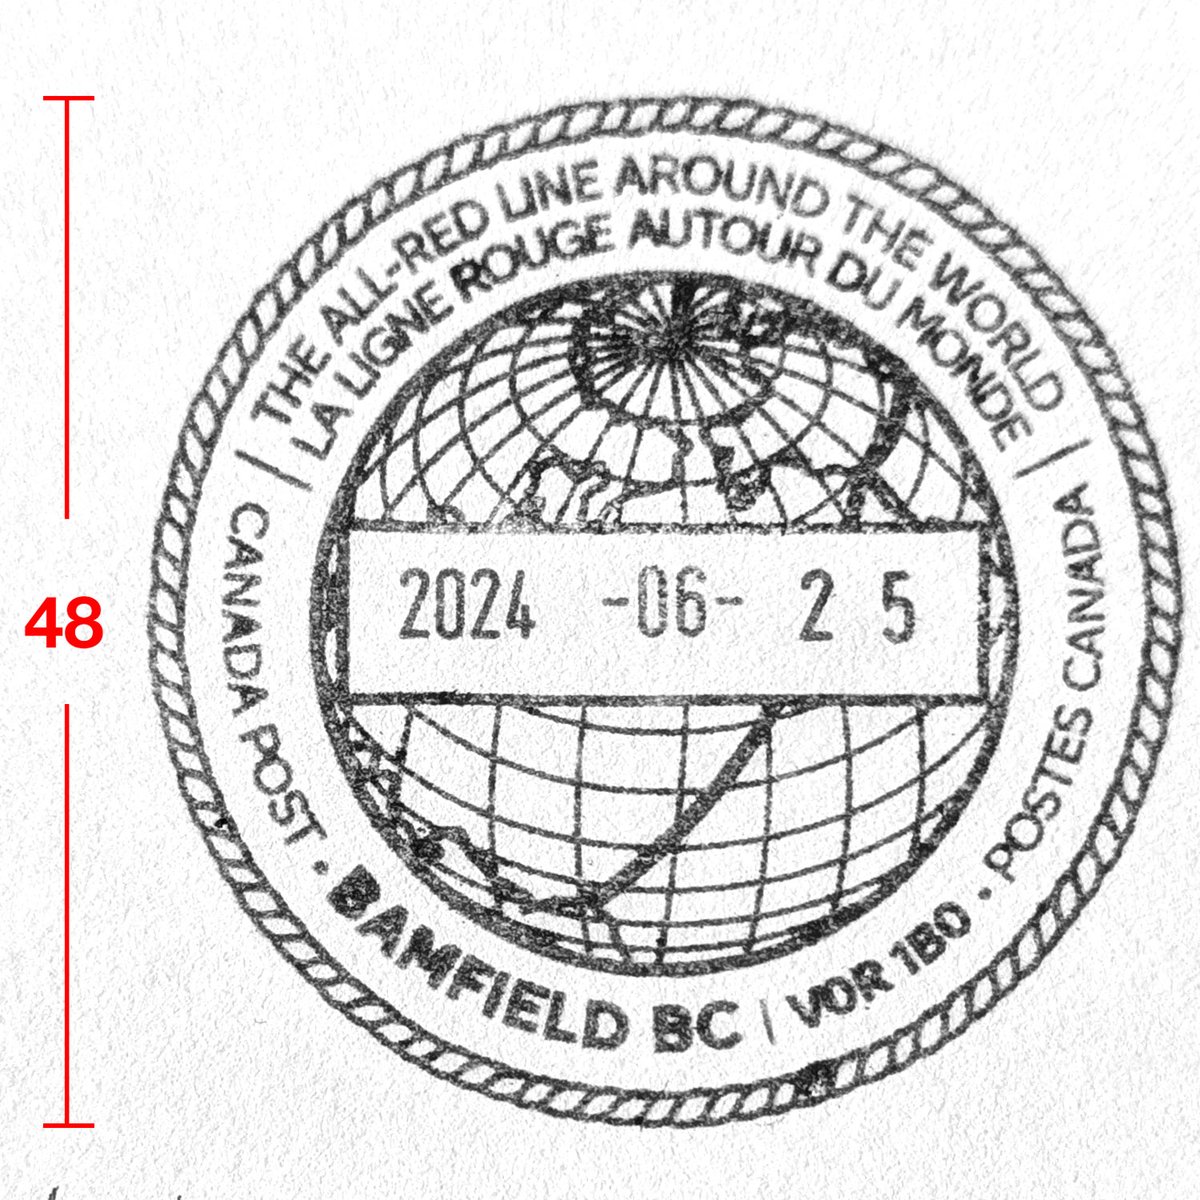 THE ALL-RED LINE AROUND THE WORLD
LA LIGNE ROUGE AUTOUR DU MONDE
48
2024 -06- 2 5
CANADA POST · BAMFIELD BC | V0R 1B0 · POSTES CANADA